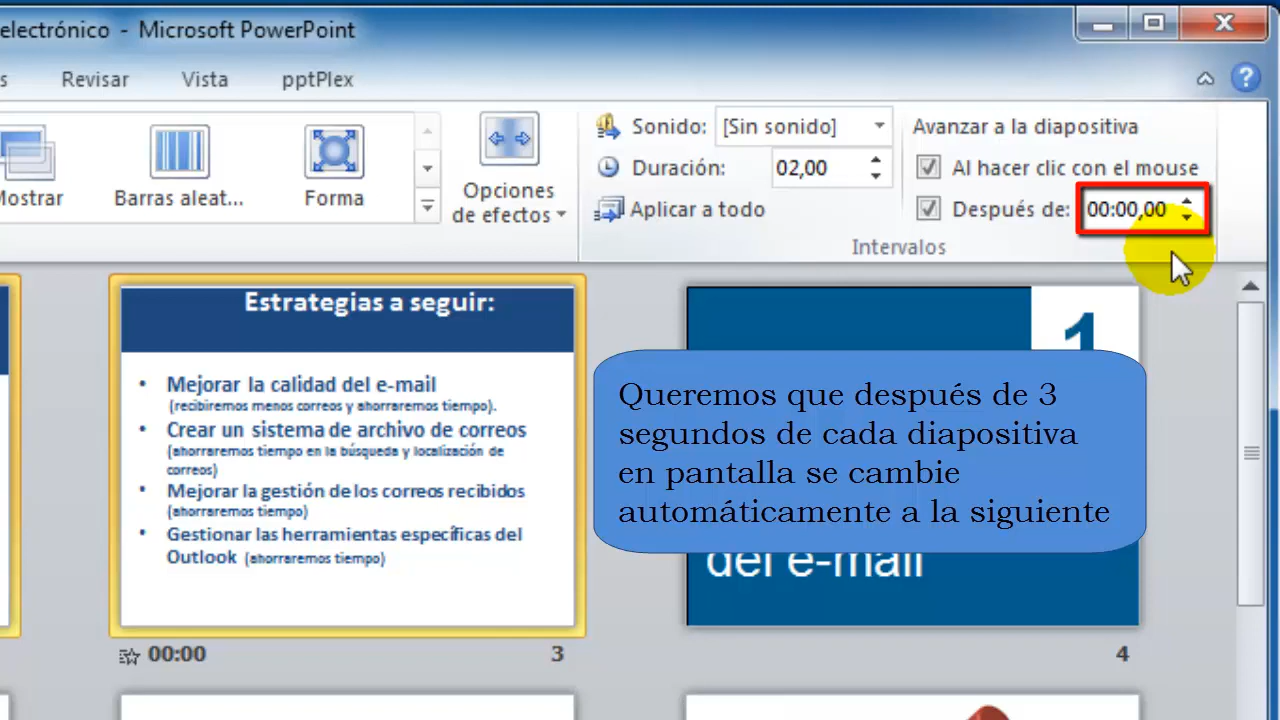 electrónico - Microsoft PowerPoint
s Revisar Vista pptPlex
Mostrar
Barras aleat...
Forma
Opciones
de efectos
Sonido: [Sin sonido]
Duración: 02,00
Aplicar a todo
Avanzar a la diapositiva
Al hacer clic con el mouse
Después de: 00:00,00
Intervalos
Estrategias a seguir:
• Mejorar la calidad del e-mail
(recibiremos menos correos y ahorraremos tiempo).
• Crear un sistema de archivo de correos
(ahorraremos tiempo en la búsqueda y localización de
correos)
• Mejorar la gestión de los correos recibidos
(ahorraremos tiempo)
• Gestionar las herramientas específicas del
Outlook (ahorraremos tiempo)
00:00 3
1
Queremos que después de 3
segundos de cada diapositiva
en pantalla se cambie
automáticamente a la siguiente
del e-mail
4